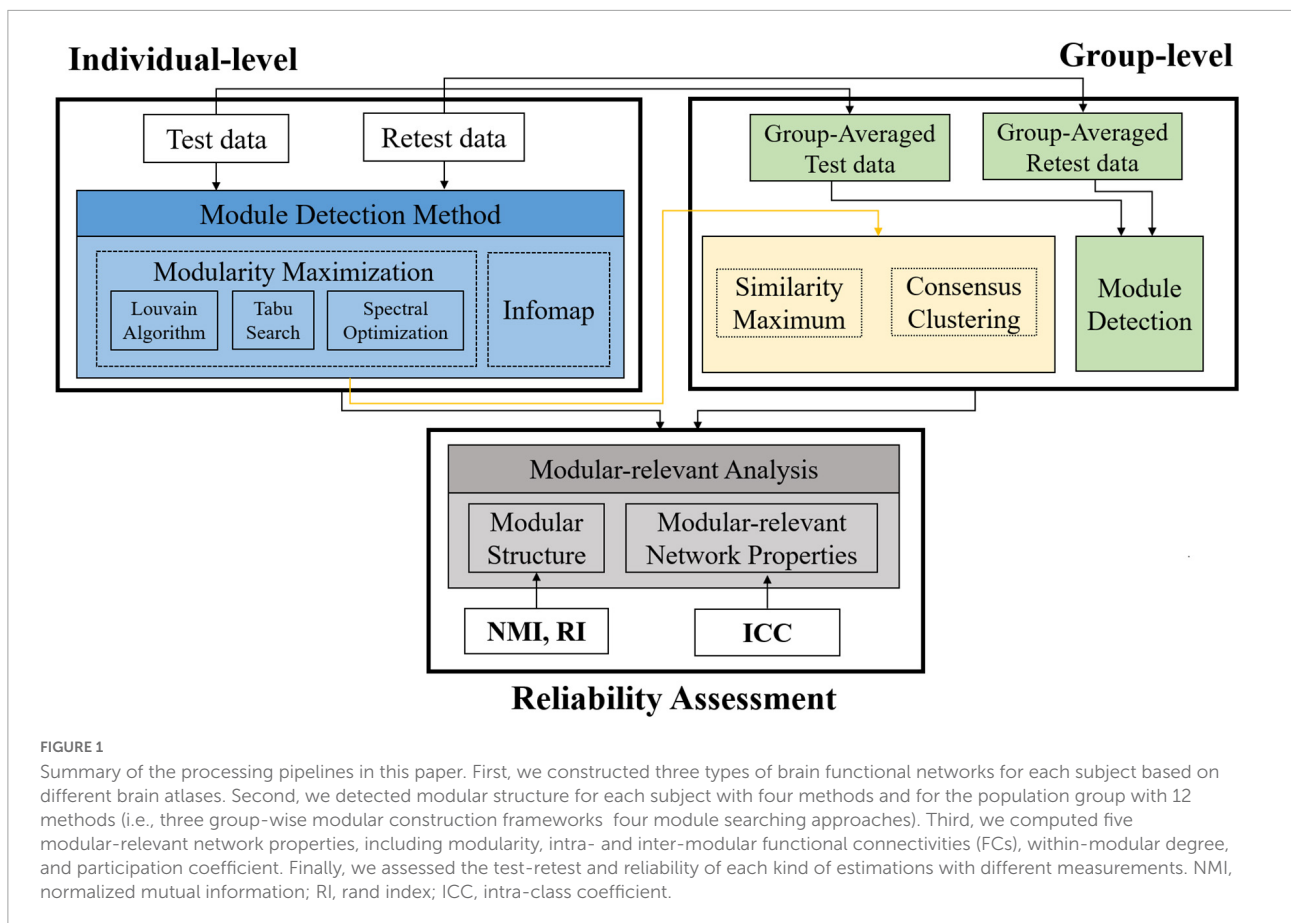 Individual-level
Group-level
Test data
Retest data
Module Detection Method
Modularity Maximization
Louvain
Algorithm
Tabu
Search
Spectral
Optimization
Infomap
Group-Averaged
Test data
Group-Averaged
Retest data
Similarity
Maximum
Consensus
Clustering
Module
Detection
Modular-relevant Analysis
Modular
Structure
Modular-relevant
Network Properties
NMI, RI
ICC
Reliability Assessment
FIGURE 1
Summary of the processing pipelines in this paper. First, we constructed three types of brain functional networks for each subject based on
different brain atlases. Second, we detected modular structure for each subject with four methods and for the population group with 12
methods (i.e., three group-wise modular construction frameworks four module searching approaches). Third, we computed five
modular-relevant network properties, including modularity, intra- and inter-modular functional connectivities (FCs), within-modular degree,
and participation coefficient. Finally, we assessed the test-retest and reliability of each kind of estimations with different measurements. NMI,
normalized mutual information; RI, rand index; ICC, intra-class coefficient.